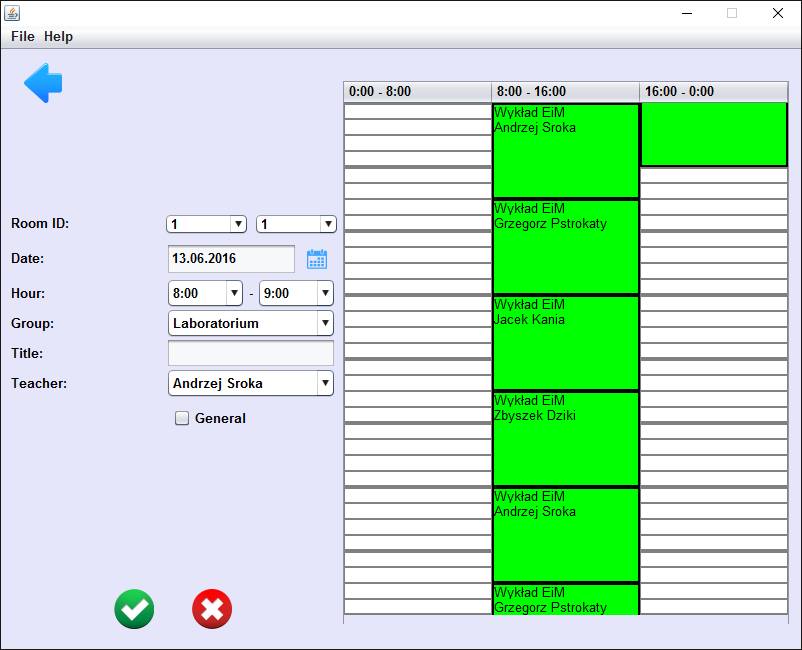 File Help
0:00 - 8:00 8:00 - 16:00 16:00 - 0:00
Wykład EiM
Andrzej Sroka
Wykład EiM
Grzegorz Pstrokaty
Wykład EiM
Jacek Kania
Wykład EiM
Zbyszek Dziki
Wykład EiM
Andrzej Sroka
Wykład EiM
Grzegorz Pstrokaty
Room ID: 1 1
Date: 13.06.2016
Hour: 8:00 - 9:00
Group: Laboratorium
Title:
Teacher: Andrzej Sroka
General